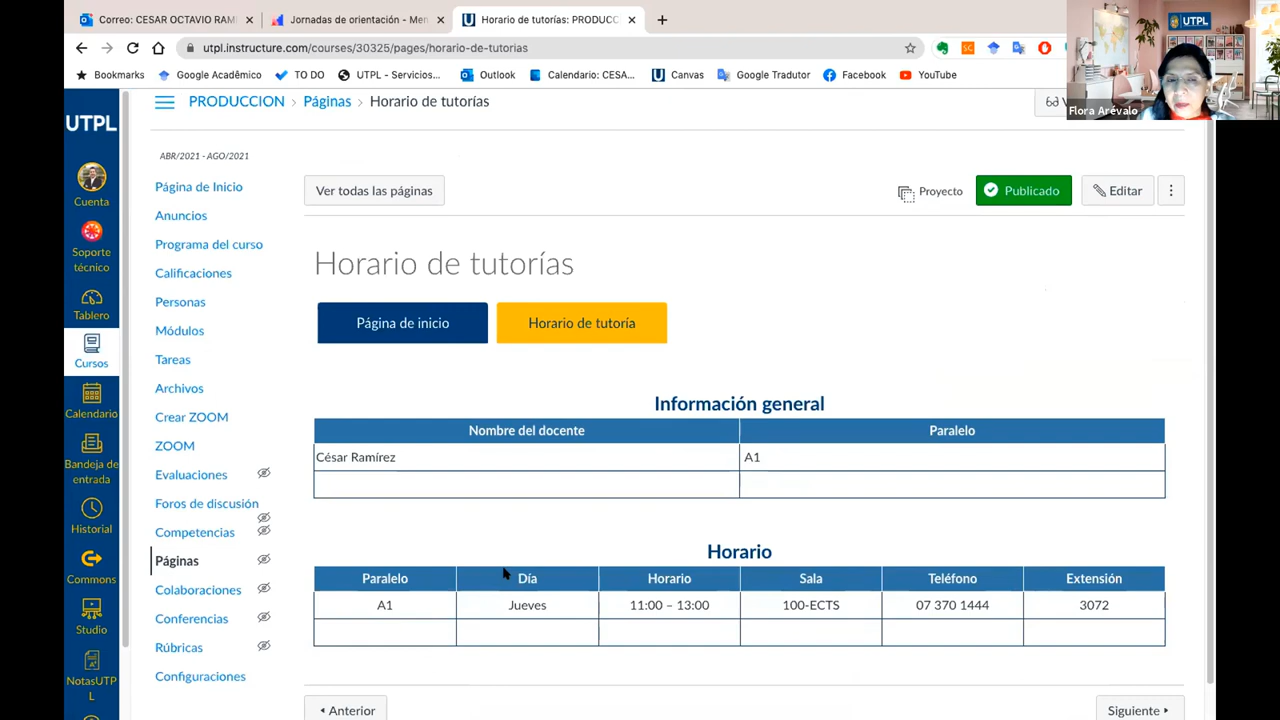 Correo: CESAR OCTAVIO RAMÍ
Jornadas de orientación - Men
Horario de tutorías: PRODUCC
utpl.instructure.com/courses/30325/pages/horario-de-tutorias
Bookmarks
Google Acadêmico
TO DO
UTPL - Servicios...
Outlook
Calendario: CESA...
Canvas
Google Tradutor
Facebook
YouTube
UTPL
Flora Arévalo
UTPL
PRODUCCION
Páginas
Horario de tutorías
ABR/2021 - AGO/2021
Cuenta
Soporte técnico
Tablero
Cursos
Calendario
Bandeja de entrada
Historial
Commons
Studio
NotasUTPL
Página de Inicio
Anuncios
Programa del curso
Calificaciones
Personas
Módulos
Tareas
Archivos
Crear ZOOM
ZOOM
Evaluaciones
Foros de discusión
Competencias
Páginas
Colaboraciones
Conferencias
Rúbricas
Configuraciones
Ver todas las páginas
Proyecto
Publicado
Editar
Horario de tutorías
Página de inicio
Horario de tutoría
Información general
Nombre del docente Paralelo
César Ramírez A1
Horario
Paralelo Día Horario Sala Teléfono Extensión
A1 Jueves 11:00 – 13:00 100-ECTS 07 370 1444 3072
Anterior
Siguiente